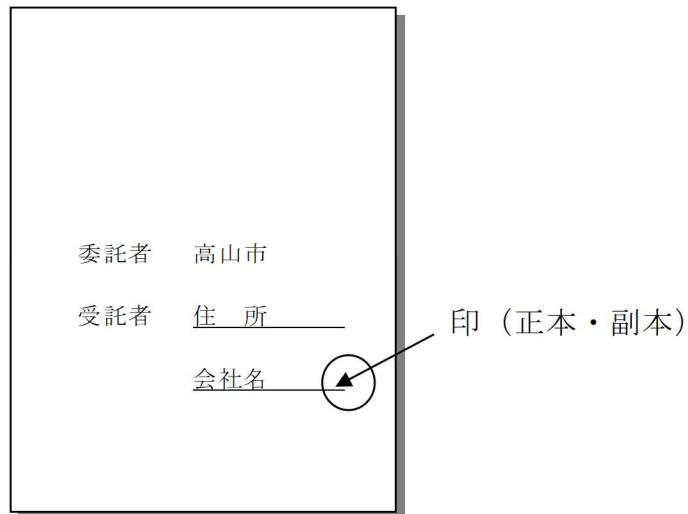 委託者　高山市
受託者　住　所
会社名
印（正本・副本）